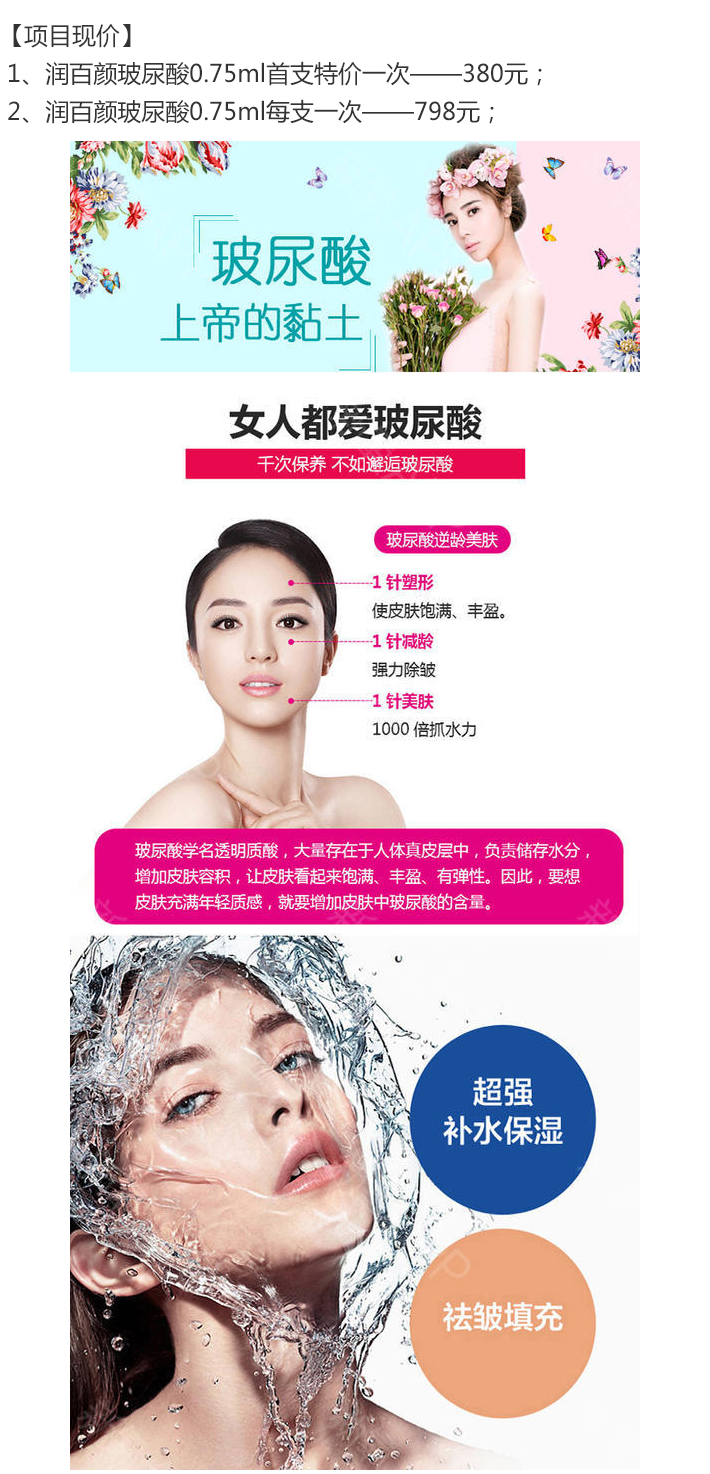 【项目现价】
1、润百颜玻尿酸0.75ml首支特价一次——380元；
2、润百颜玻尿酸0.75ml每支一次——798元；
玻尿酸
上帝的黏土
女人都爱玻尿酸
千次保养 不如邂逅玻尿酸
玻尿酸逆龄美肤
1 针塑形
使皮肤饱满、丰盈。
1 针减龄
强力除皱
1 针美肤
1000 倍抓水力
玻尿酸学名透明质酸，大量存在于人体真皮层中，负责储存水分，
增加皮肤容积，让皮肤看起来饱满、丰盈、有弹性。因此，要想
皮肤充满年轻质感，就要增加皮肤中玻尿酸的含量。
超强
补水保湿
祛皱填充